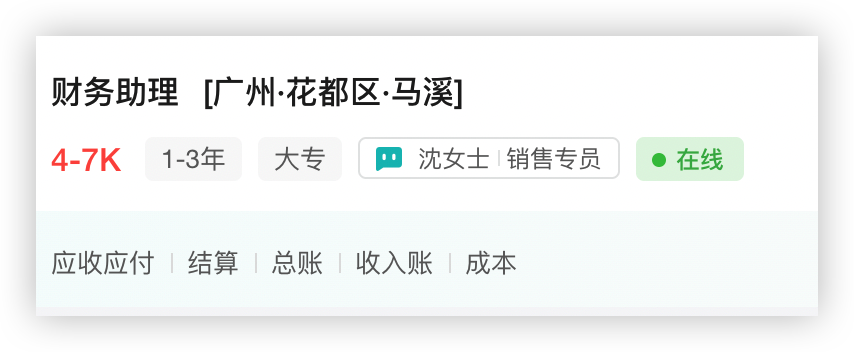 财务助理 [广州·花都区·马溪]
4-7K 1-3年 大专 沈女士 | 销售专员 在线
应收应付 | 结算 | 总账 | 收入账 | 成本